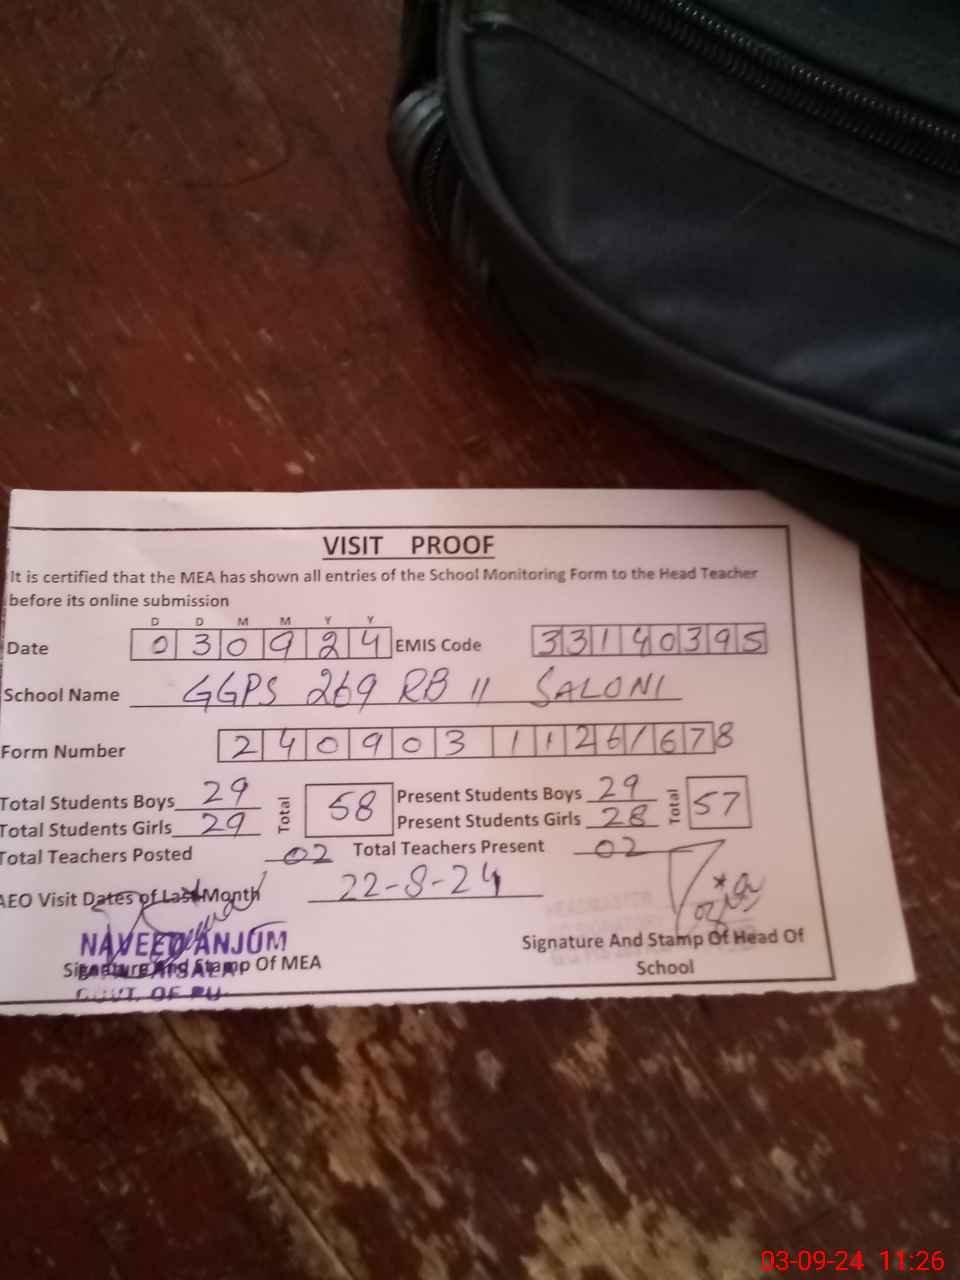 VISIT PROOF
It is certified that the MEA has shown all entries of the School Monitoring Form to the Head Teacher
before its online submission
D D M M Y Y
Date 0 3 0 9 2 4 EMIS Code 3 3 1 4 0 3 9 5
School Name GGPS 269 RB II SALONI
Form Number 2 4 0 9 0 3 1 1 2 6 1 6 7 8
Total Students Boys 29 Total 58 Present Students Boys 29 Total 57
Total Students Girls 29 Present Students Girls 28
Total Teachers Posted 02 Total Teachers Present 02
AEO Visit Dates of Last Month 22-8-24
NAVEED ANJUM
Signature And Stamp Of MEA
GOVT. OF PU
Signature And Stamp Of Head Of
School
03-09-24 11:26